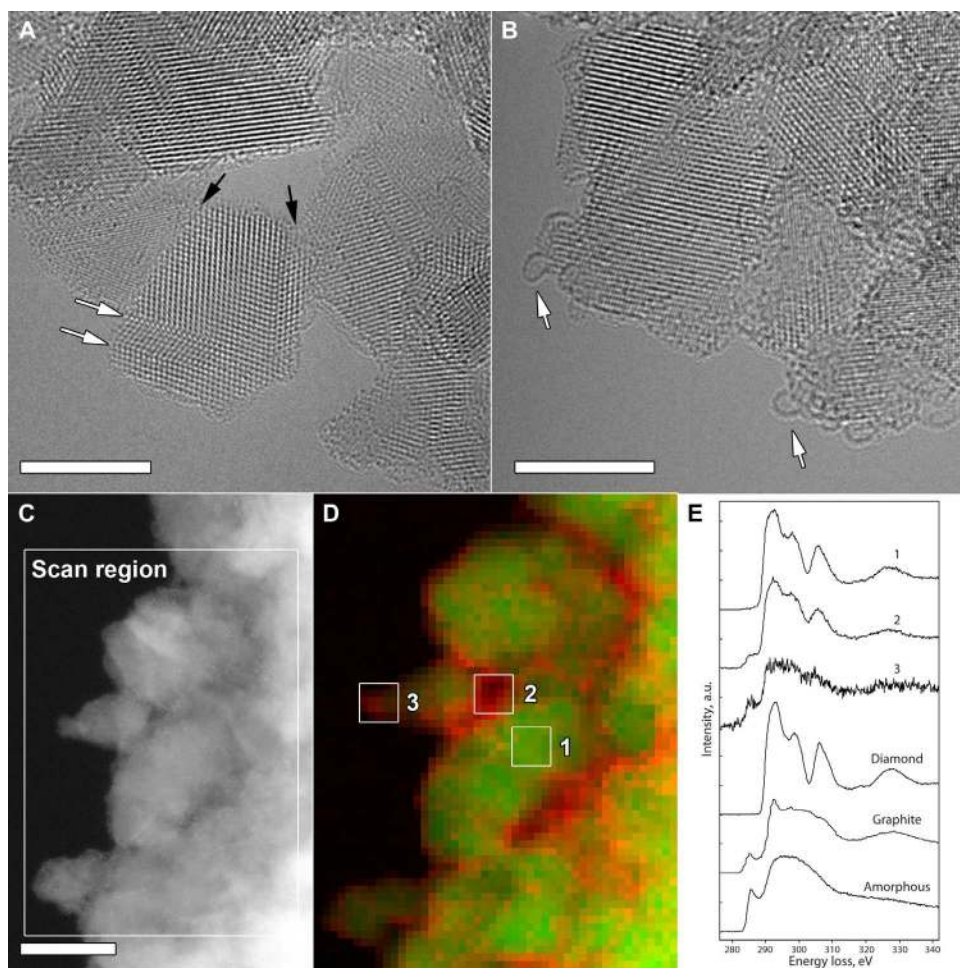 A
B
C
Scan region
D
3
2
1
E
1
2
3
Diamond
Graphite
Amorphous
Intensity, a.u.
280 290 300 310 320 330 340
Energy loss, eV